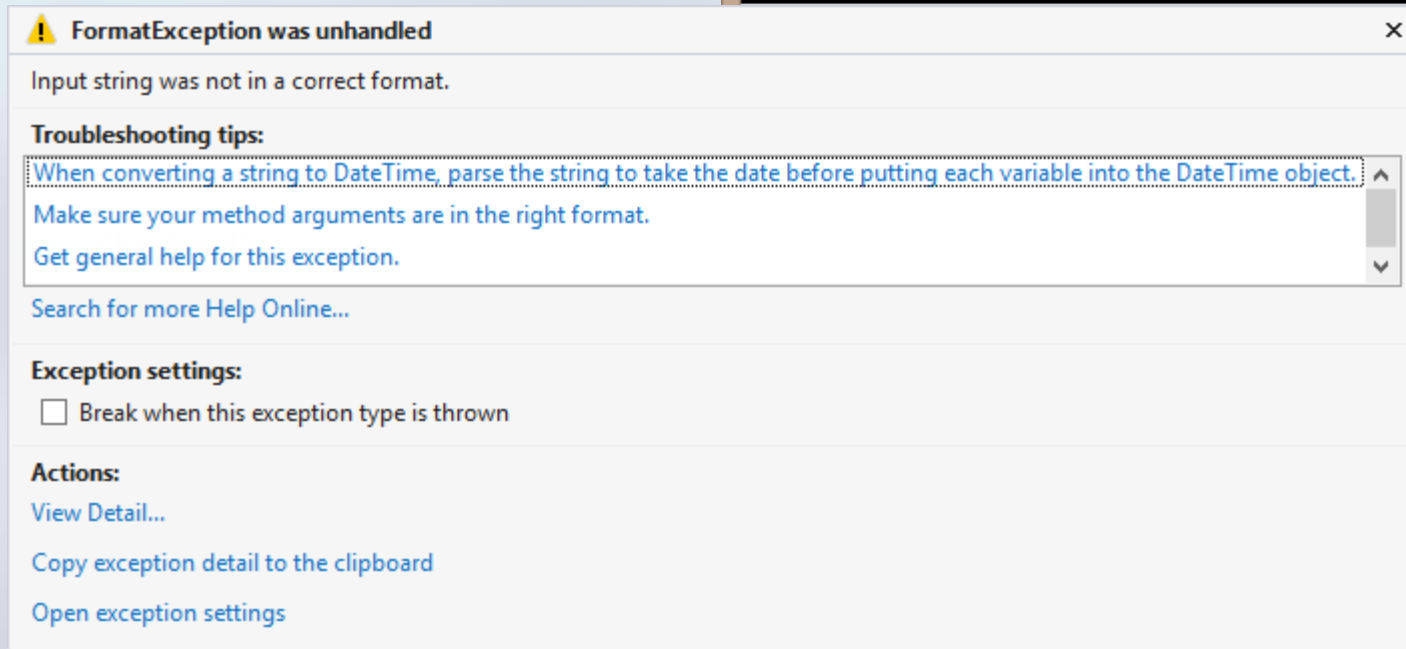 FormatException was unhandled
Input string was not in a correct format.
Troubleshooting tips:
When converting a string to DateTime, parse the string to take the date before putting each variable into the DateTime object.
Make sure your method arguments are in the right format.
Get general help for this exception.
Search for more Help Online...
Exception settings:
Break when this exception type is thrown
Actions:
View Detail...
Copy exception detail to the clipboard
Open exception settings